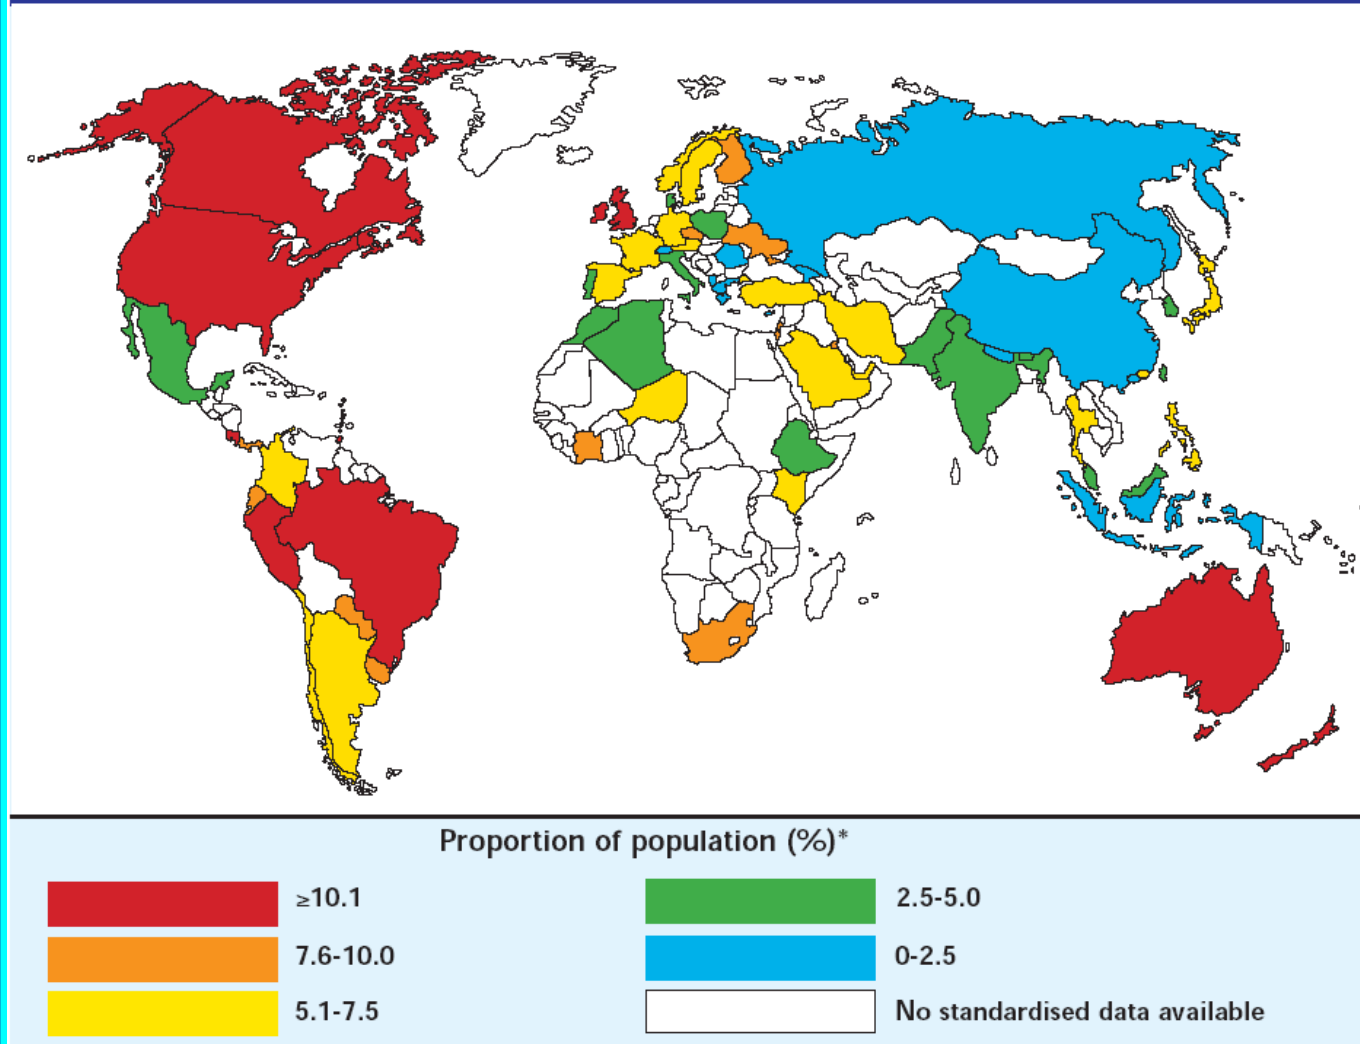 Proportion of population (%)*
≥10.1
2.5-5.0
7.6-10.0
0-2.5
5.1-7.5
No standardised data available